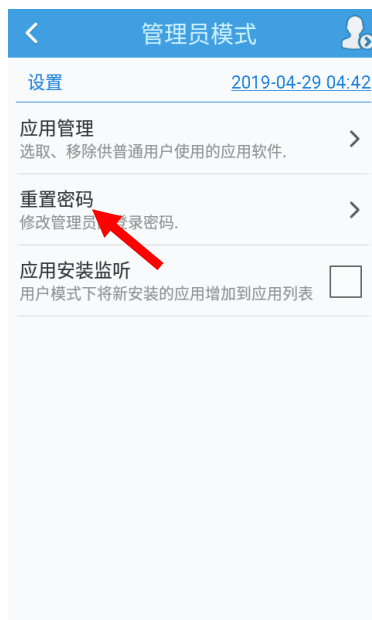 管理员模式
设置 2019-04-29 04:42
应用管理
选取、移除供普通用户使用的应用软件.
重置密码
修改管理员 登录密码.
应用安装监听
用户模式下将新安装的应用增加到应用列表